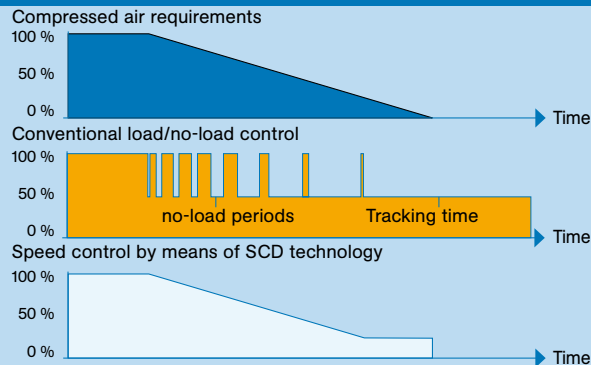 Compressed air requirements
100 %
50 %
0 %
Time
Conventional load/no-load control
100 %
50 %
no-load periods
Tracking time
0 %
Time
Speed control by means of SCD technology
100 %
50 %
0 %
Time